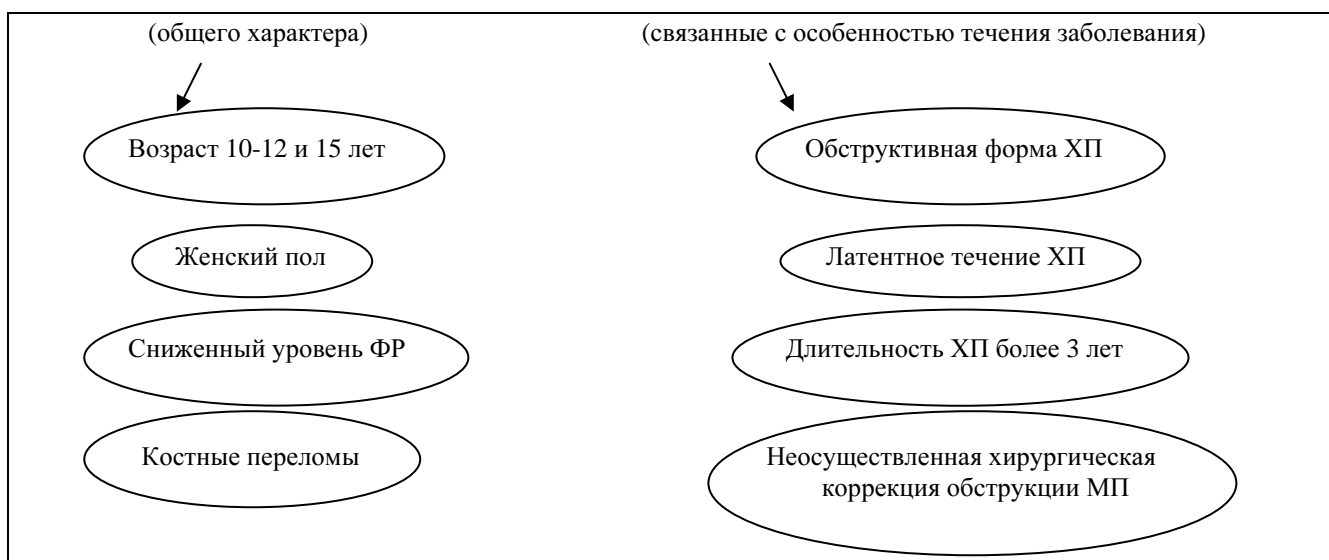 (общего характера)
(связанные с особенностью течения заболевания)
Возраст 10-12 и 15 лет
Обструктивная форма ХП
Женский пол
Латентное течение ХП
Сниженный уровень ФР
Длительность ХП более 3 лет
Костные переломы
Неосуществленная хирургическая
коррекция обструкции МП